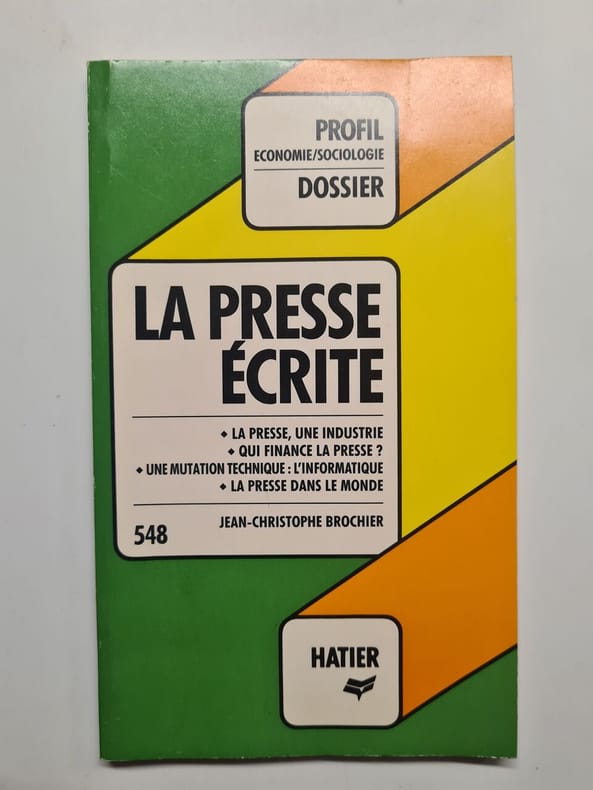 PROFIL
ECONOMIE/SOCIOLOGIE
DOSSIER
LA PRESSE
ÉCRITE
◆ LA PRESSE, UNE INDUSTRIE
◆ QUI FINANCE LA PRESSE ?
◆ UNE MUTATION TECHNIQUE : L'INFORMATIQUE
◆ LA PRESSE DANS LE MONDE
JEAN-CHRISTOPHE BROCHIER
548
HATIER